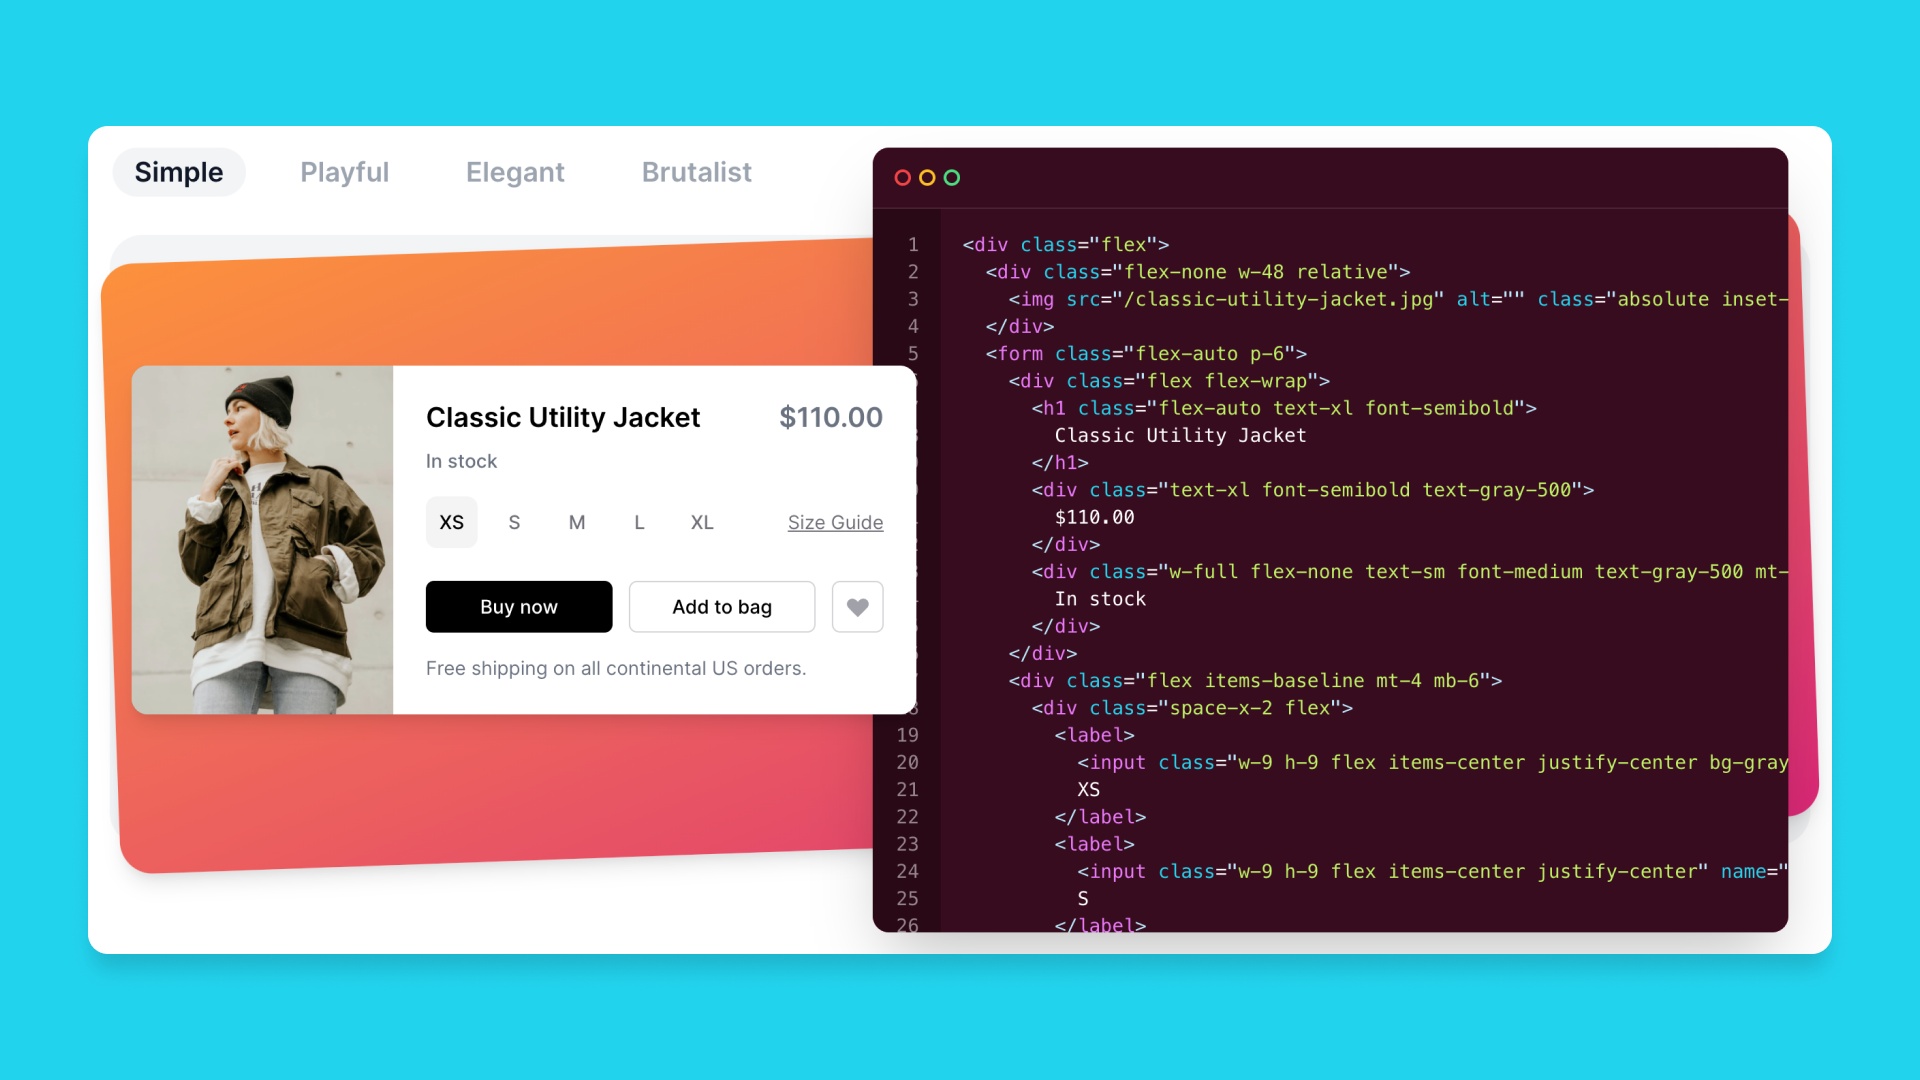 Simple
Playful
Elegant
Brutalist
Classic Utility Jacket
$110.00
In stock
XS
S
M
L
XL
Size Guide
Buy now
Add to bag
Free shipping on all continental US orders.
1 <div class="flex">
2 <div class="flex-none w-48 relative">
3 <img src="/classic-utility-jacket.jpg" alt="" class="absolute inset-
4 </div>
5 <form class="flex-auto p-6">
<div class="flex flex-wrap">
<h1 class="flex-auto text-xl font-semibold">
Classic Utility Jacket
</h1>
<div class="text-xl font-semibold text-gray-500">
$110.00
</div>
<div class="w-full flex-none text-sm font-medium text-gray-500 mt-
In stock
</div>
</div>
<div class="flex items-baseline mt-4 mb-6">
<div class="space-x-2 flex">
19 <label>
20 <input class="w-9 h-9 flex items-center justify-center bg-gray
21 XS
22 </label>
23 <label>
24 <input class="w-9 h-9 flex items-center justify-center" name="
25 S
26 </label>